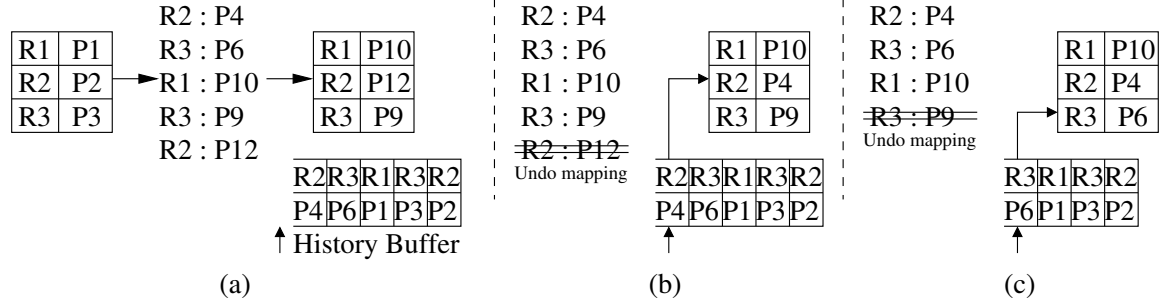 R1 P1
R2 P2
R3 P3
R2 : P4
R3 : P6
R1 : P10
R3 : P9
R2 : P12
R1 P10
R2 P12
R3 P9
R2 R3 R1 R3 R2
P4 P6 P1 P3 P2
History Buffer
(a)
R2 : P4
R3 : P6
R1 : P10
R3 : P9
R2 : P12
Undo mapping
R1 P10
R2 P4
R3 P9
R2 R3 R1 R3 R2
P4 P6 P1 P3 P2
(b)
R2 : P4
R3 : P6
R1 : P10
R3 : P9
Undo mapping
R1 P10
R2 P4
R3 P6
R3 R1 R3 R2
P6 P1 P3 P2
(c)